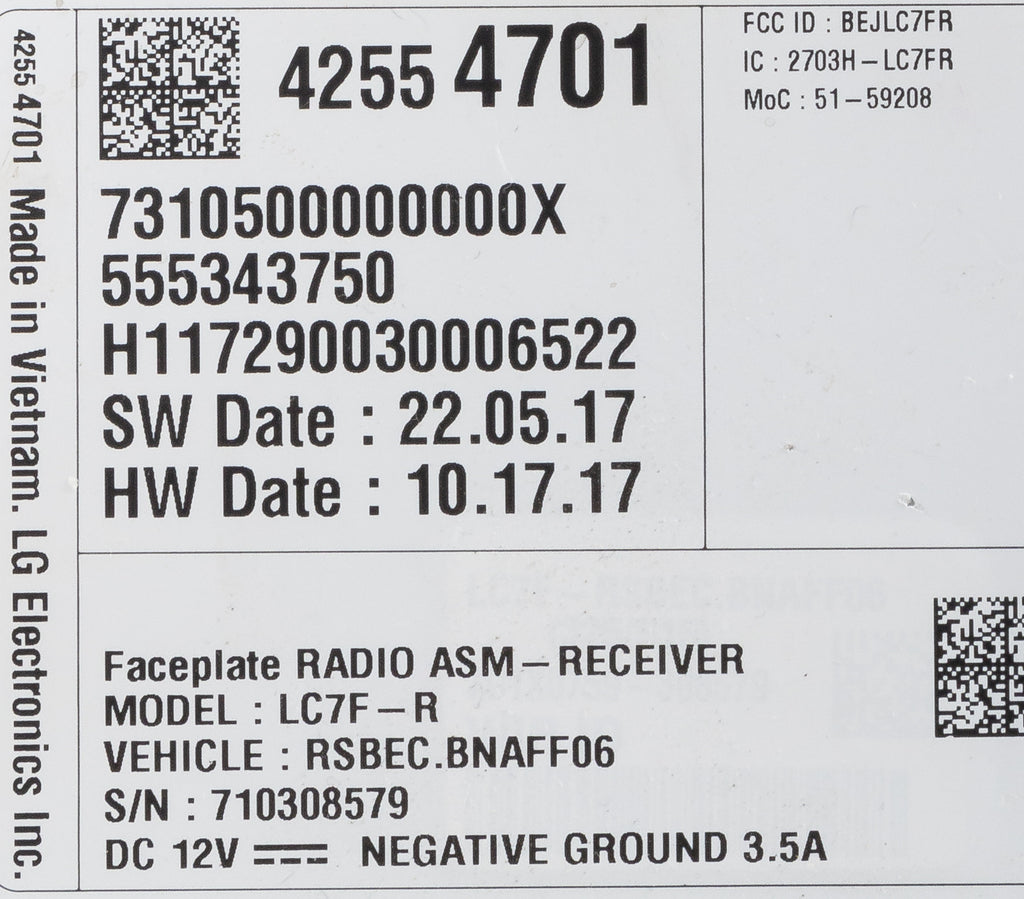 4255 4701 Made in Vietnam. LG Electronics Inc.
4255 4701
7310500000000X
555343750
H117290030006522
SW Date : 22.05.17
HW Date : 10.17.17
FCC ID : BEJLC7FR
IC : 2703H-LC7FR
MoC : 51-59208
Faceplate RADIO ASM-RECEIVER
MODEL : LC7F-R
VEHICLE : RSBEC.BNAFF06
S/N : 710308579
DC 12V ⎓ NEGATIVE GROUND 3.5A